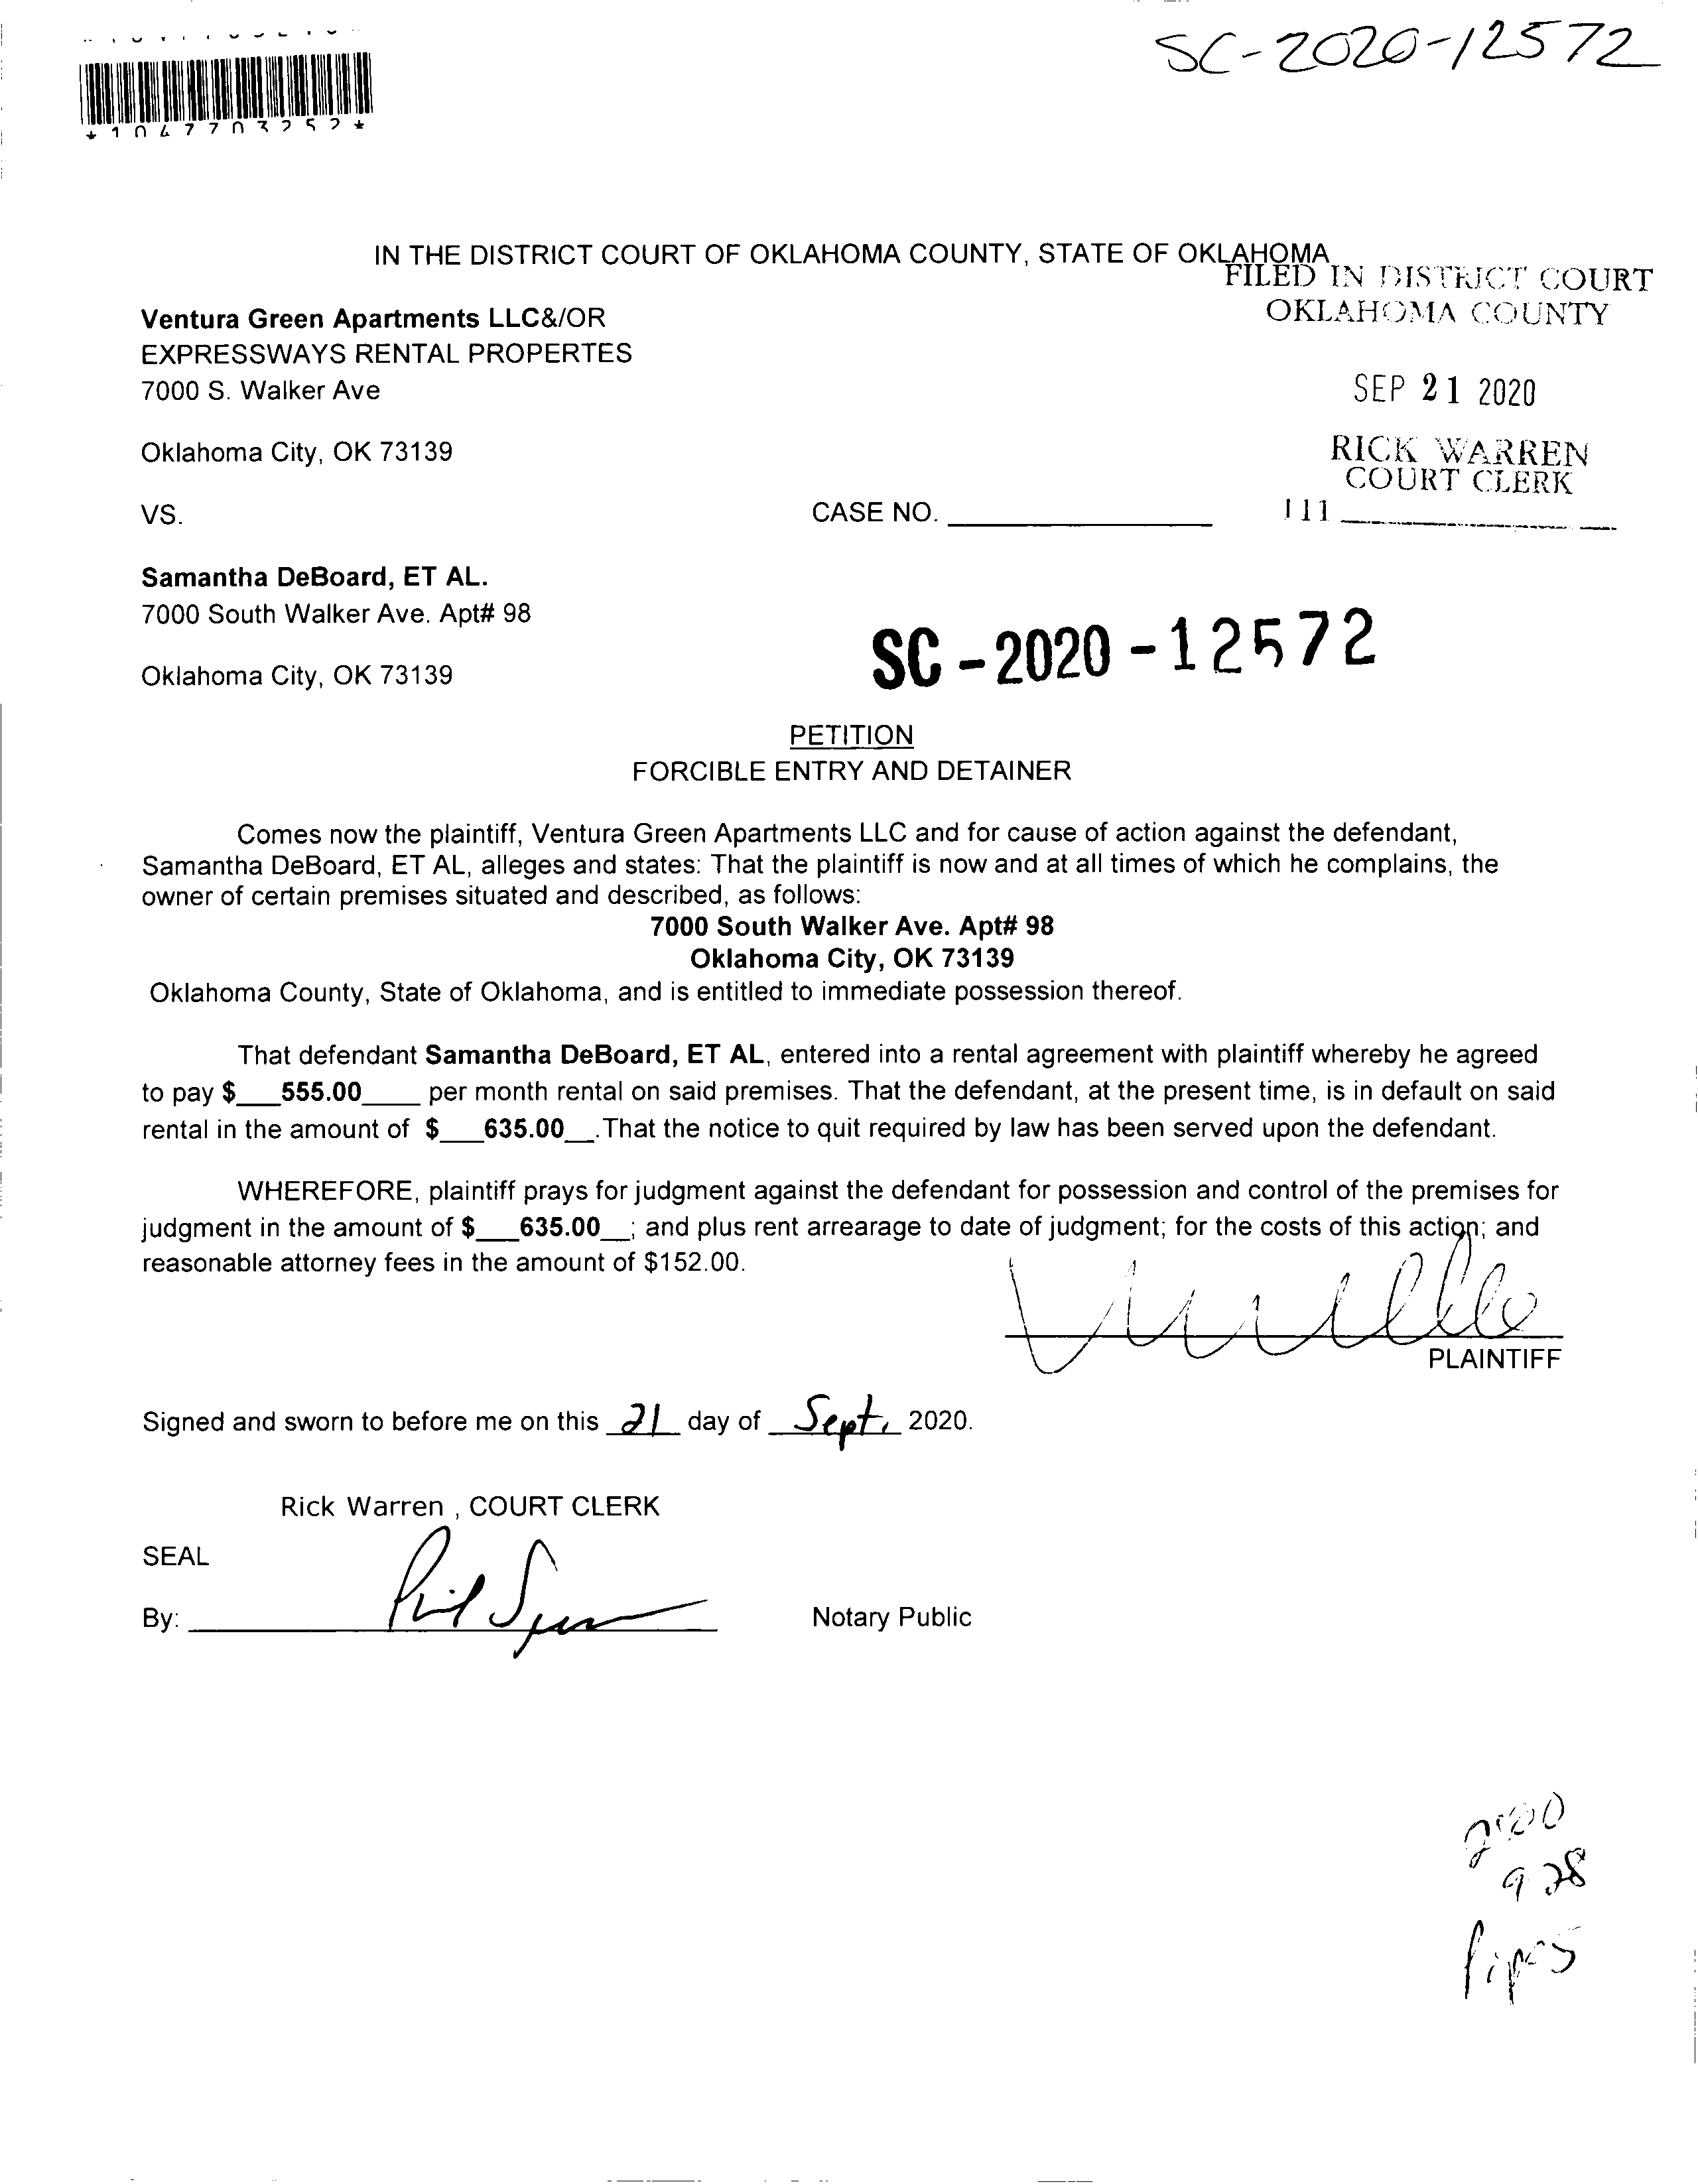 SC-2020-12572
*1047703252*
IN THE DISTRICT COURT OF OKLAHOMA COUNTY, STATE OF OKLAHOMA
FILED IN DISTRICT COURT
OKLAHOMA COUNTY
Ventura Green Apartments LLC&/OR
EXPRESSWAYS RENTAL PROPERTES
7000 S. Walker Ave
SEP 21 2020
Oklahoma City, OK 73139
RICK WARREN
COURT CLERK
VS.
CASE NO. ____________
111 ____________
Samantha DeBoard, ET AL.
7000 South Walker Ave. Apt# 98
SC-2020-12572
Oklahoma City, OK 73139
PETITION
FORCIBLE ENTRY AND DETAINER
Comes now the plaintiff, Ventura Green Apartments LLC and for cause of action against the defendant,
Samantha DeBoard, ET AL, alleges and states: That the plaintiff is now and at all times of which he complains, the
owner of certain premises situated and described, as follows:
7000 South Walker Ave. Apt# 98
Oklahoma City, OK 73139
Oklahoma County, State of Oklahoma, and is entitled to immediate possession thereof.
That defendant Samantha DeBoard, ET AL, entered into a rental agreement with plaintiff whereby he agreed
to pay $___555.00____ per month rental on said premises. That the defendant, at the present time, is in default on said
rental in the amount of $___635.00__.That the notice to quit required by law has been served upon the defendant.
WHEREFORE, plaintiff prays for judgment against the defendant for possession and control of the premises for
judgment in the amount of $___635.00__; and plus rent arrearage to date of judgment; for the costs of this action; and
reasonable attorney fees in the amount of $152.00.
PLAINTIFF
Signed and sworn to before me on this 21 day of Sept, 2020.
Rick Warren , COURT CLERK
SEAL
By: ____________
Notary Public
928